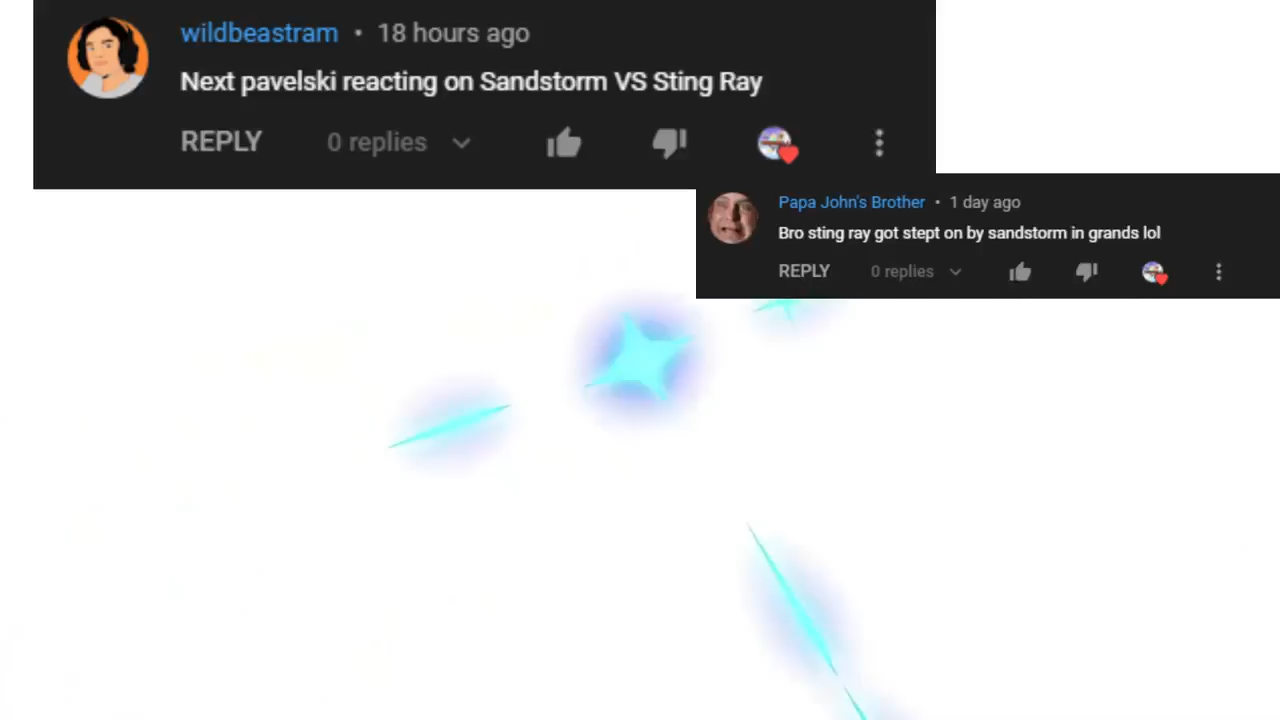 wildbeastram • 18 hours ago
Next pavelski reacting on Sandstorm VS Sting Ray
REPLY 0 replies
Papa John's Brother • 1 day ago
Bro sting ray got stept on by sandstorm in grands lol
REPLY 0 replies